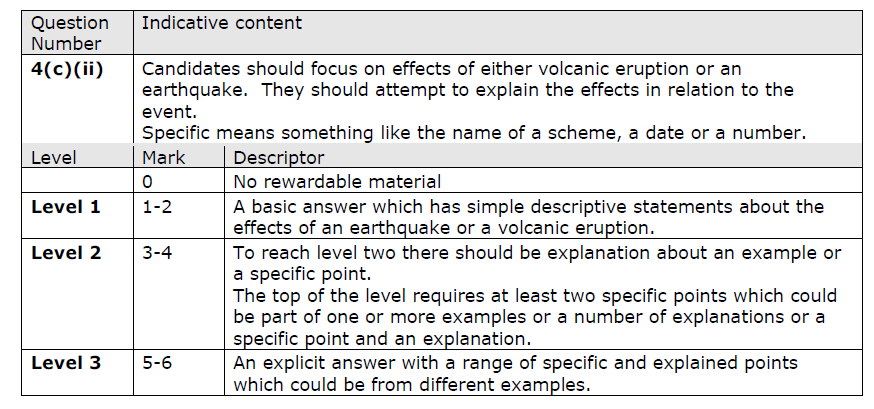 Question Number
Indicative content
4(c)(ii)
Candidates should focus on effects of either volcanic eruption or an
earthquake. They should attempt to explain the effects in relation to the
event.
Specific means something like the name of a scheme, a date or a number.
Level Mark Descriptor
0 No rewardable material
Level 1 1-2 A basic answer which has simple descriptive statements about the
effects of an earthquake or a volcanic eruption.
Level 2 3-4 To reach level two there should be explanation about an example or
a specific point.
The top of the level requires at least two specific points which could
be part of one or more examples or a number of explanations or a
specific point and an explanation.
Level 3 5-6 An explicit answer with a range of specific and explained points
which could be from different examples.